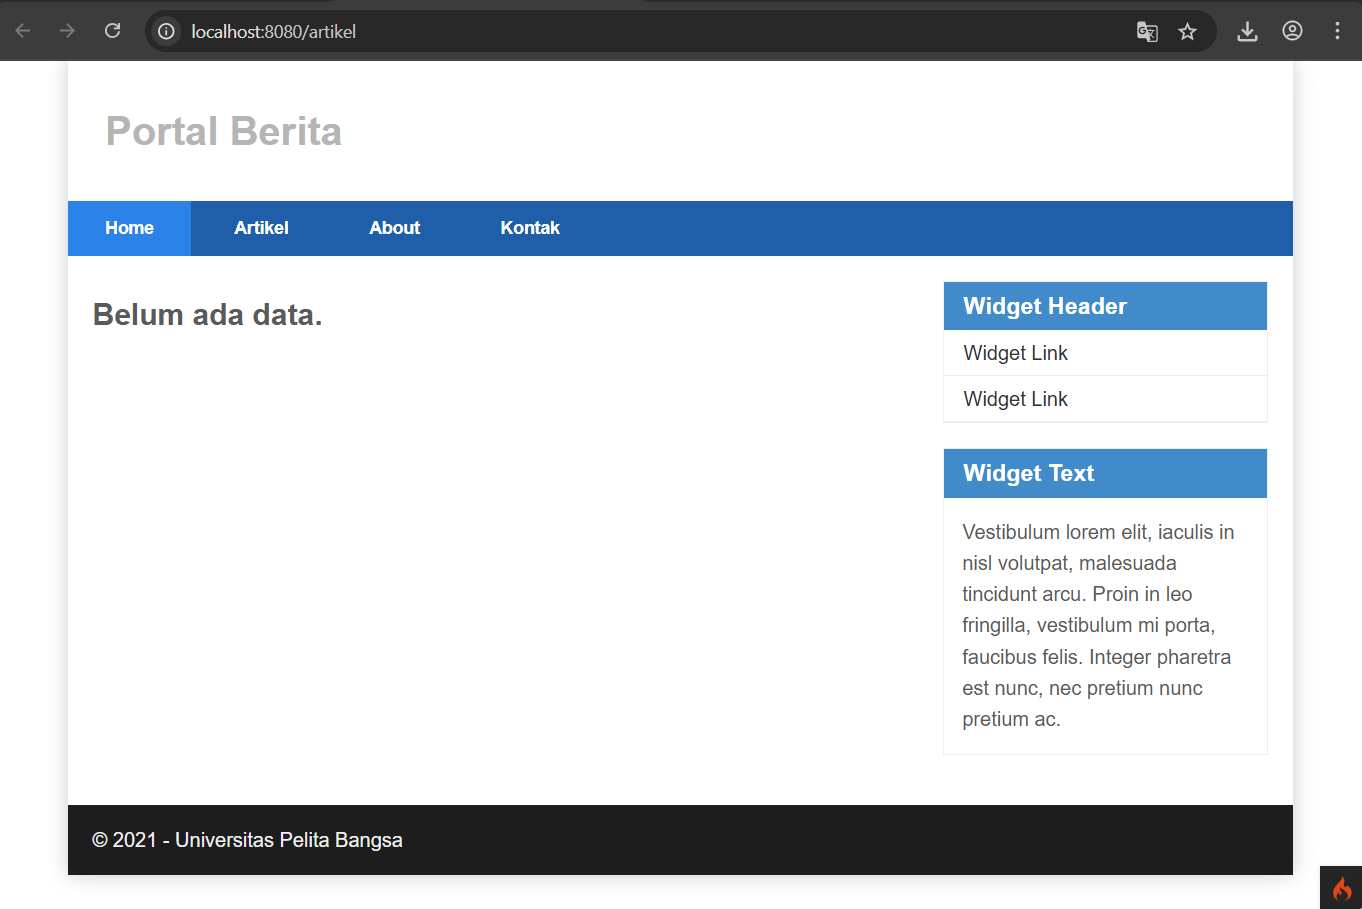 localhost:8080/artikel
Portal Berita
Home Artikel About Kontak
Belum ada data.
Widget Header
Widget Link
Widget Link
Widget Text
Vestibulum lorem elit, iaculis in
nisl volutpat, malesuada
tincidunt arcu. Proin in leo
fringilla, vestibulum mi porta,
faucibus felis. Integer pharetra
est nunc, nec pretium nunc
pretium ac.
© 2021 - Universitas Pelita Bangsa